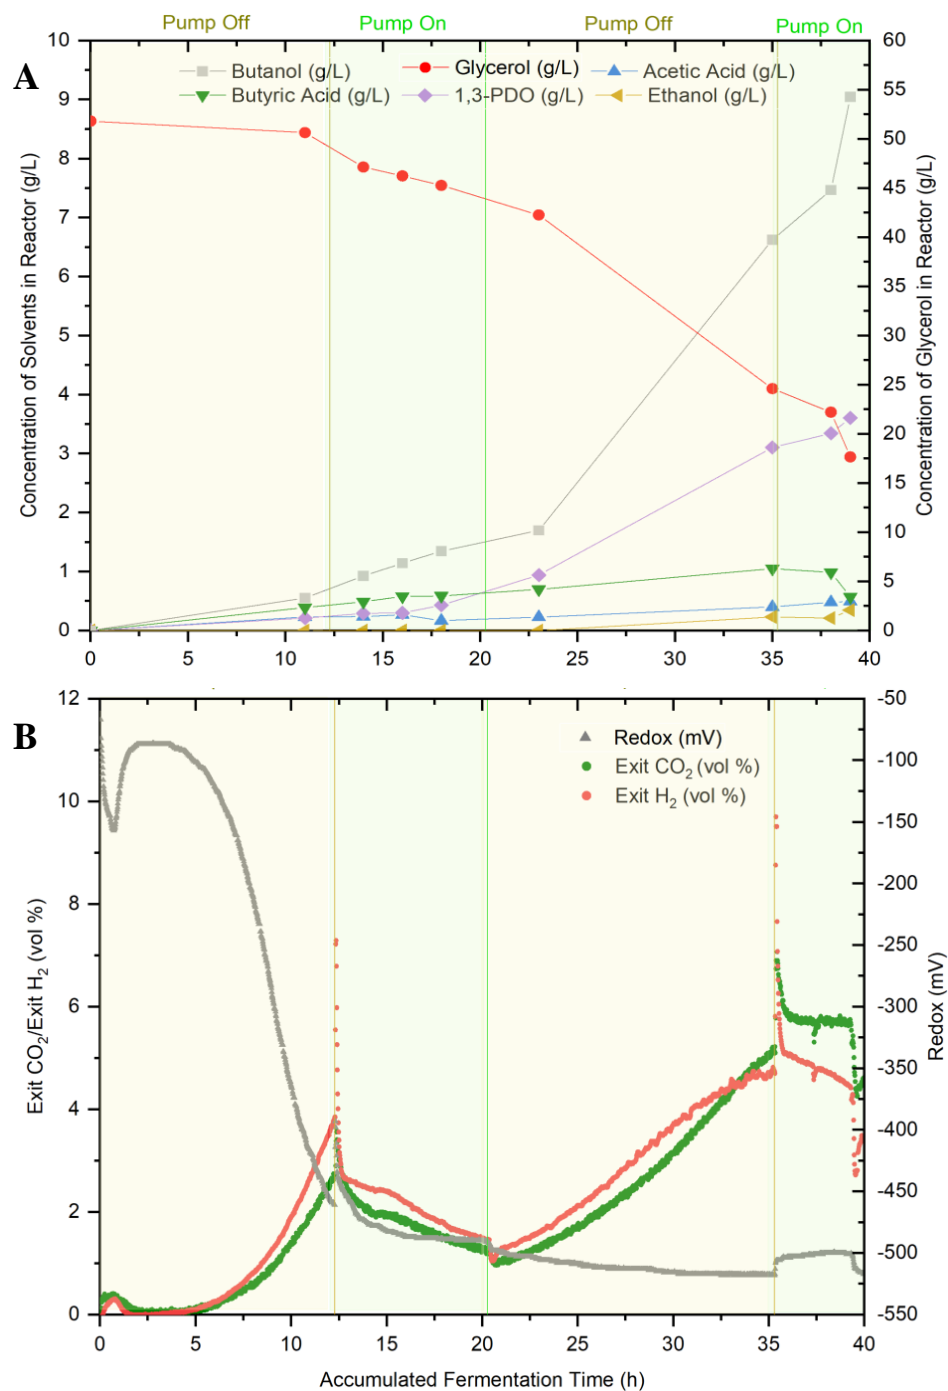 Pump Off Pump On Pump Off Pump On
A
Butanol (g/L) Glycerol (g/L) Acetic Acid (g/L)
Butyric Acid (g/L) 1,3-PDO (g/L) Ethanol (g/L)
Concentration of Solvents in Reactor (g/L)
10
9
8
7
6
5
4
3
2
1
0
Concentration of Glycerol in Reactor (g/L)
60
55
50
45
40
35
30
25
20
15
10
5
0
0 5 10 15 20 25 30 35 40
B
Redox (mV)
Exit CO₂ (vol %)
Exit H₂ (vol %)
Exit CO₂/Exit H₂ (vol %)
12
10
8
6
4
2
0
Redox (mV)
-50
-100
-150
-200
-250
-300
-350
-400
-450
-500
-550
0 5 10 15 20 25 30 35 40
Accumulated Fermentation Time (h)